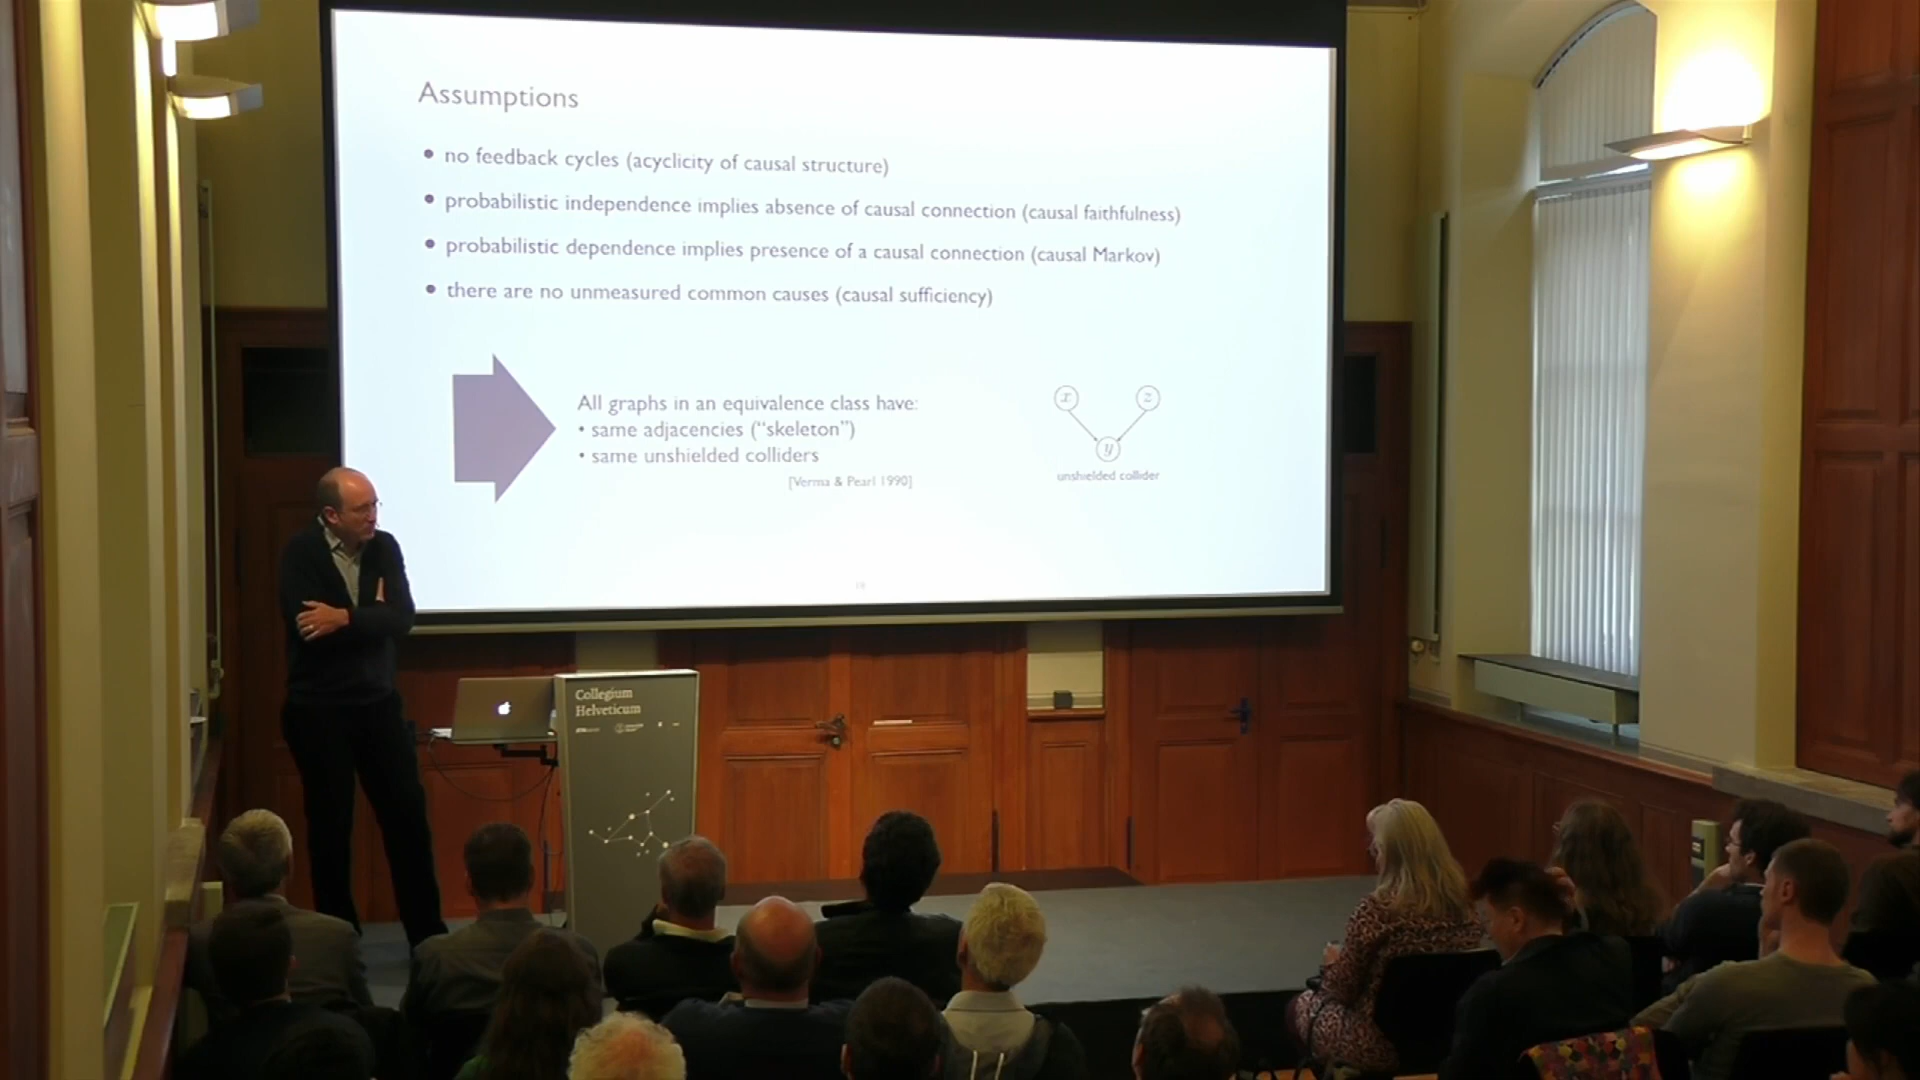 Assumptions
• no feedback cycles (acyclicity of causal structure)
• probabilistic independence implies absence of causal connection (causal faithfulness)
• probabilistic dependence implies presence of a causal connection (causal Markov)
• there are no unmeasured common causes (causal sufficiency)
All graphs in an equivalence class have:
• same adjacencies (“skeleton”)
• same unshielded colliders
[Verma & Pearl 1990]
x z
y
unshielded collider
Collegium
Helveticum